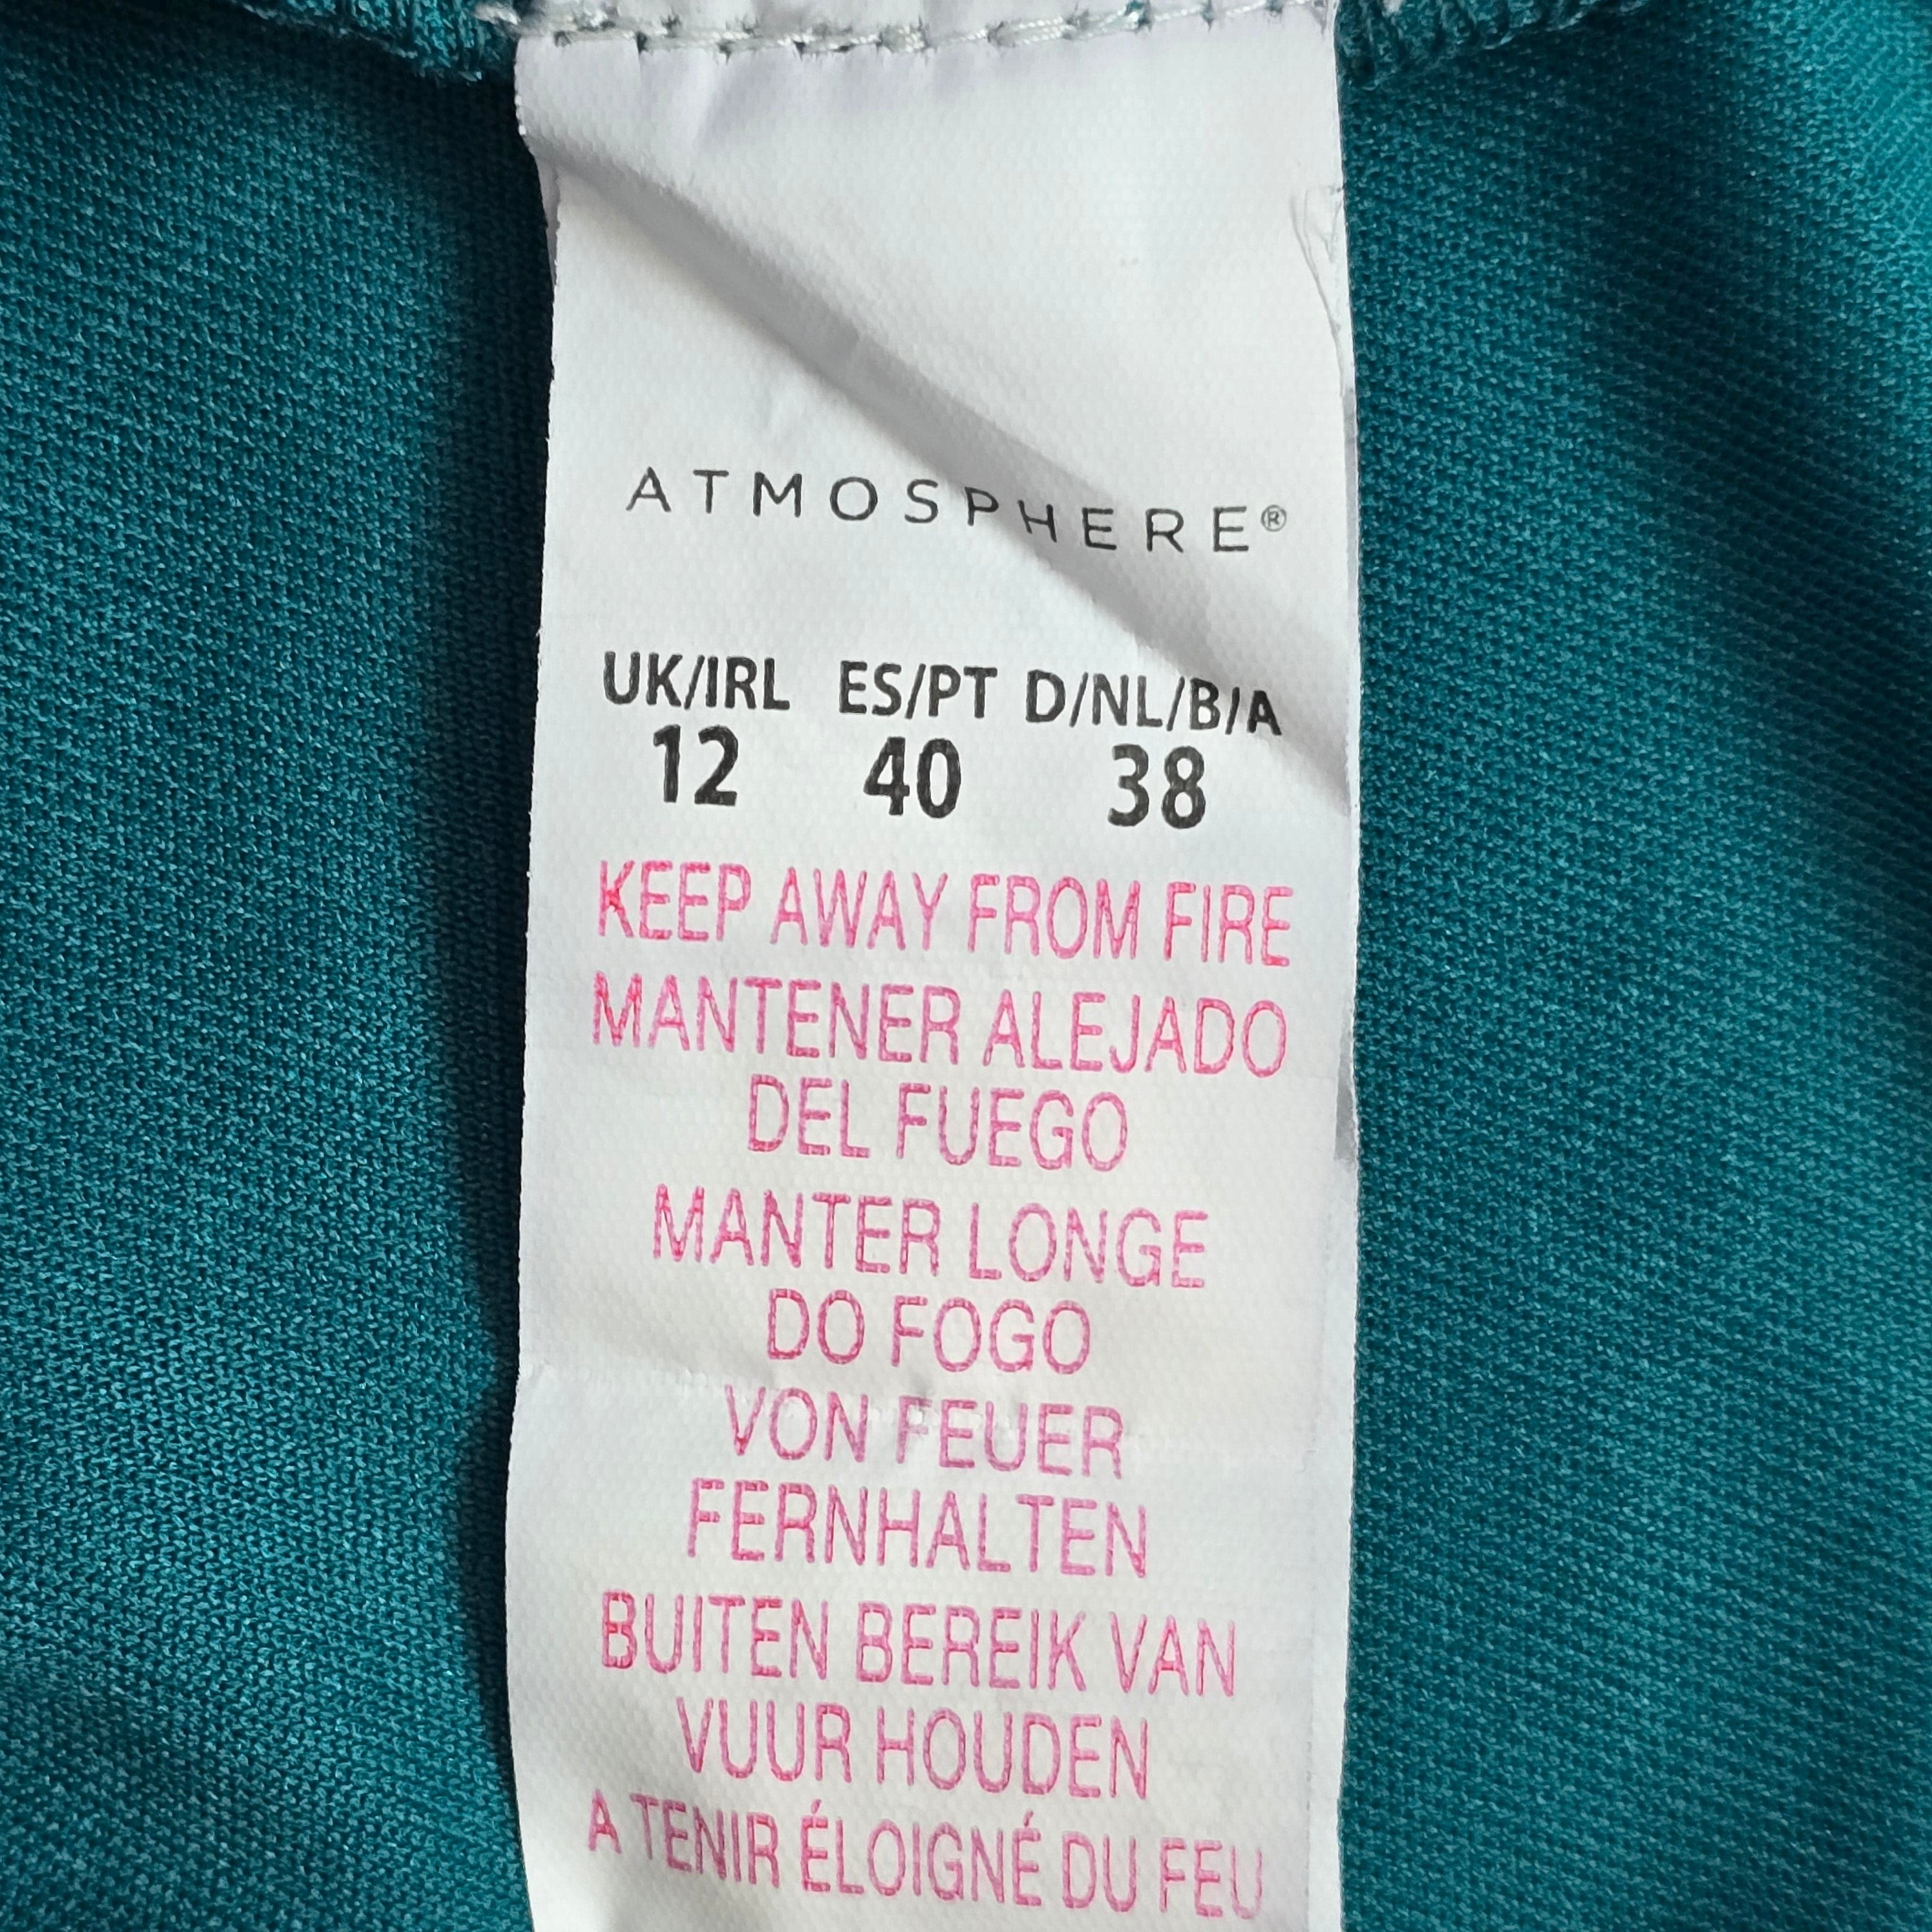 ATMOSPHERE®
UK/IRL ES/PT D/NL/B/A
12 40 38
KEEP AWAY FROM FIRE
MANTENER ALEJADO
DEL FUEGO
MANTER LONGE
DO FOGO
VON FEUER
FERNHALTEN
BUITEN BEREIK VAN
VUUR HOUDEN
A TENIR ÉLOIGNÉ DU FEU